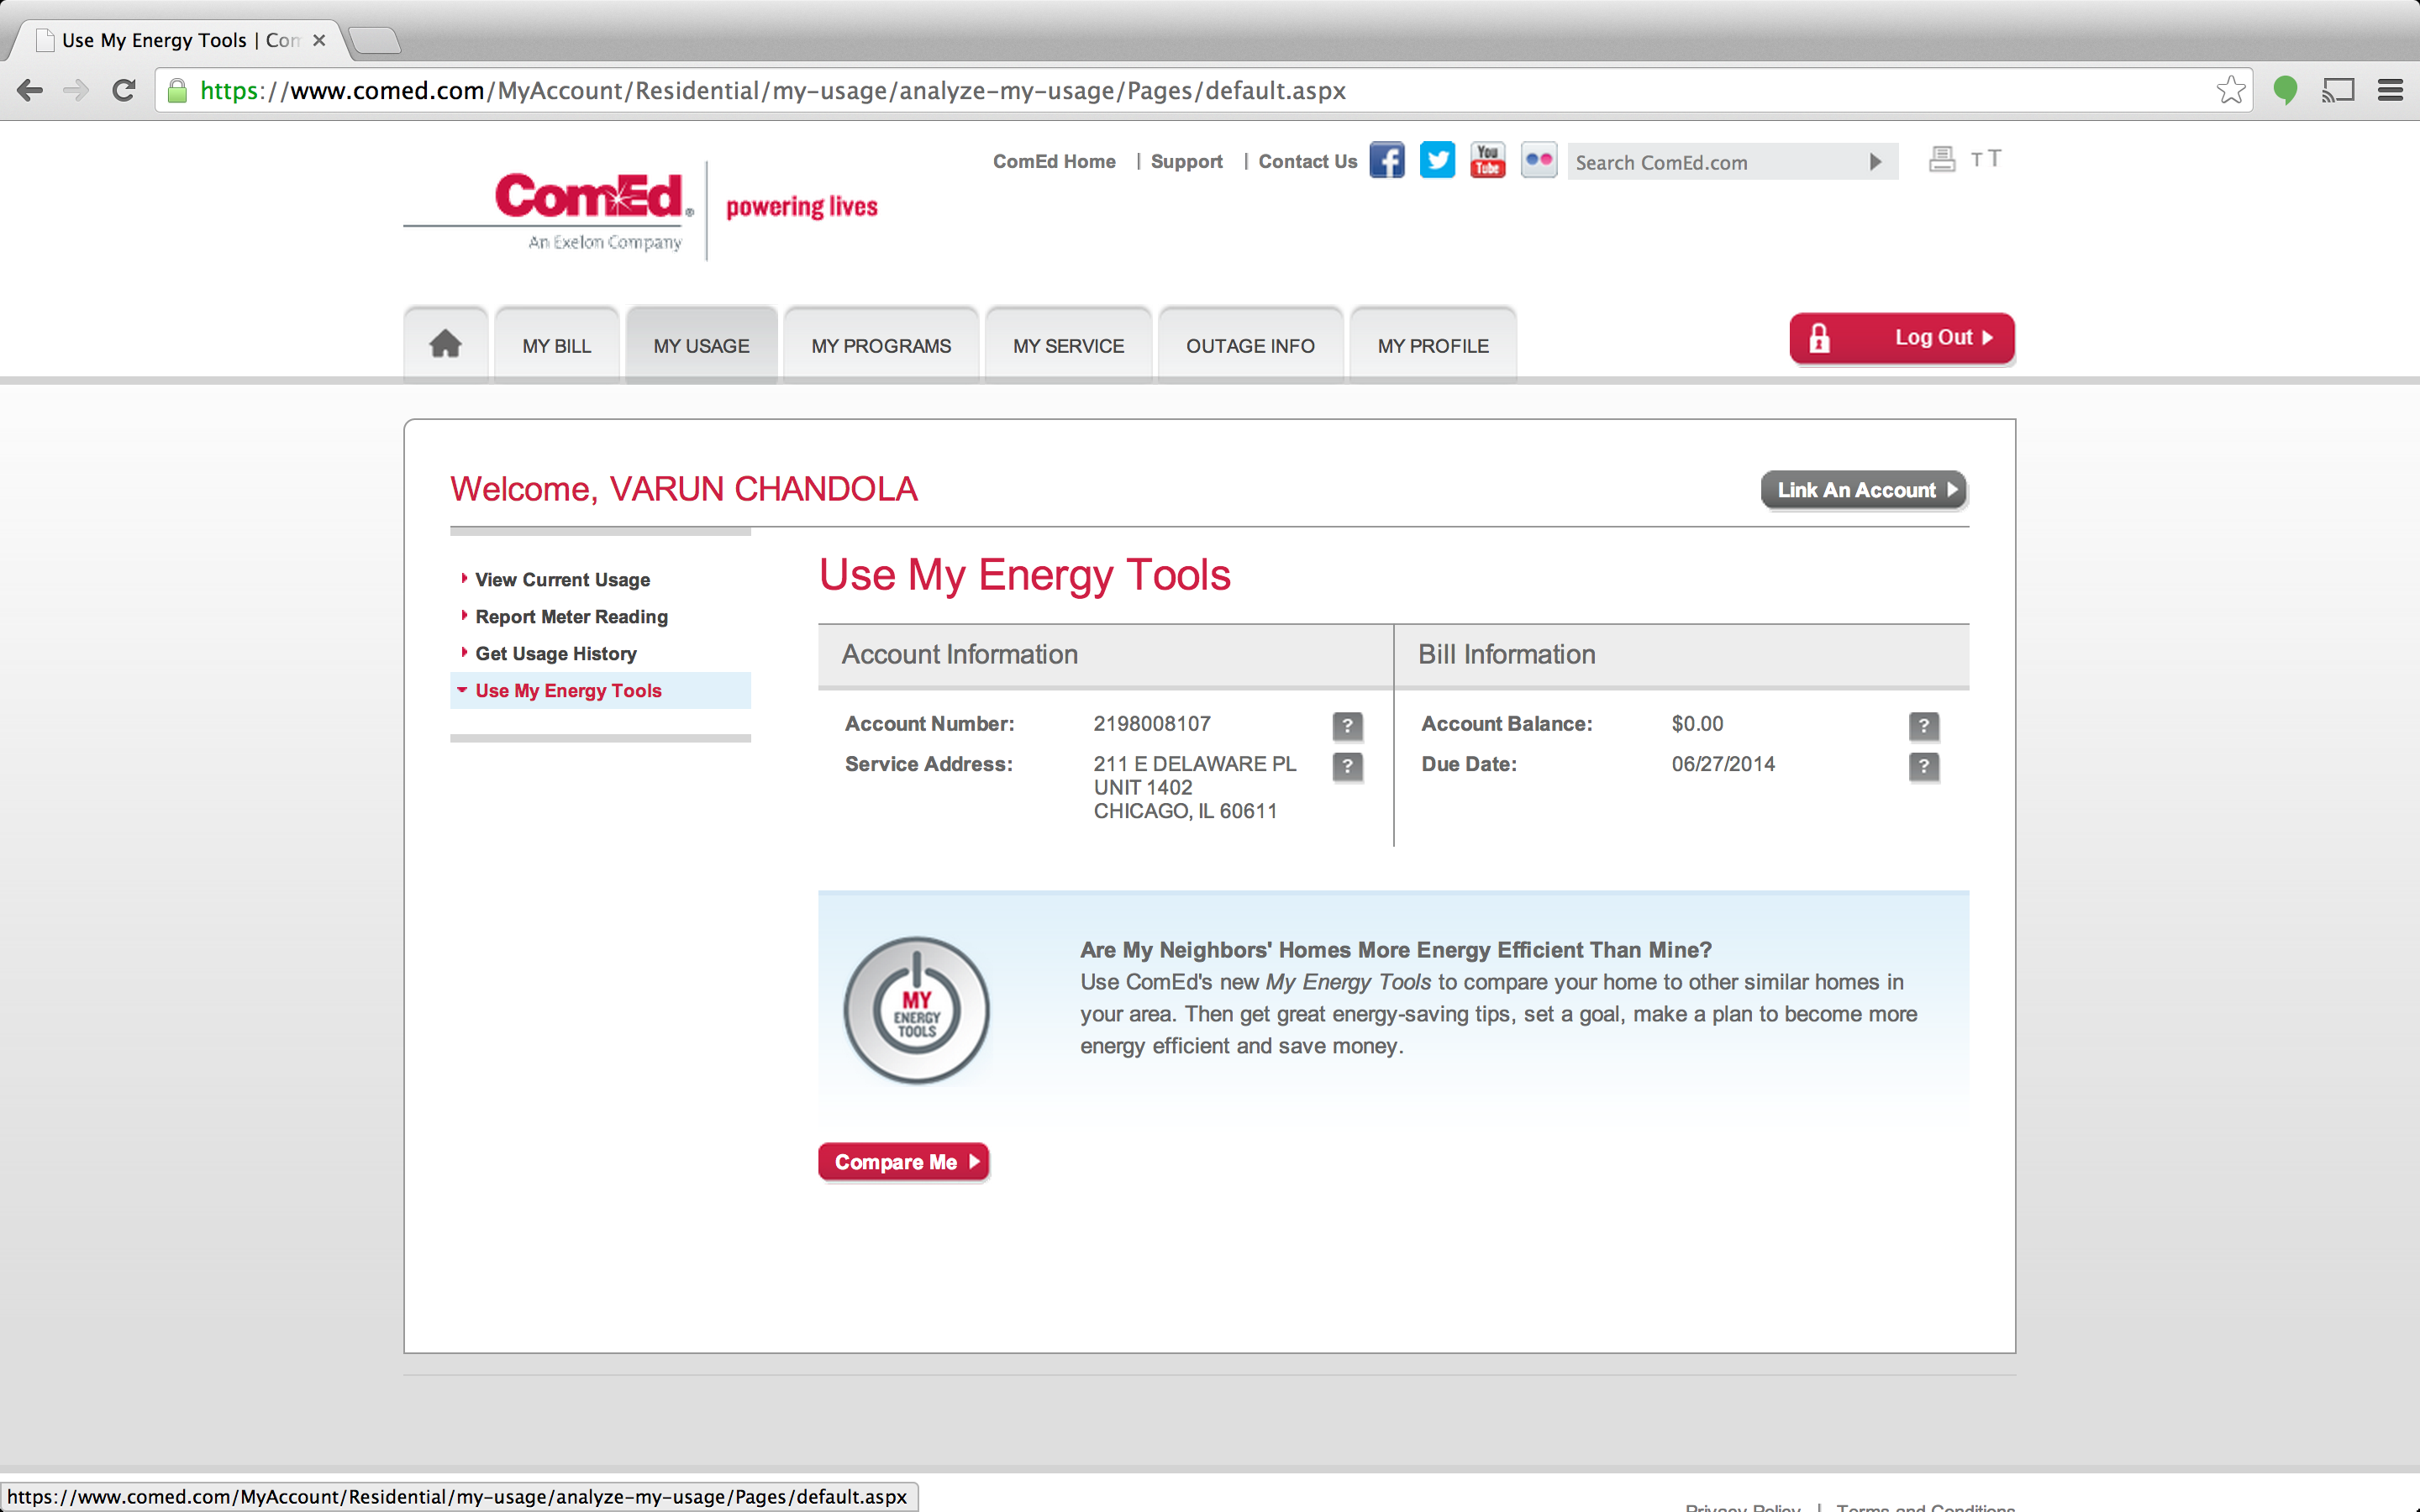 Use My Energy Tools | Com
https://www.comed.com/MyAccount/Residential/my-usage/analyze-my-usage/Pages/default.aspx
ComEd Home | Support | Contact Us
You
Tube
Search ComEd.com
T T
ComEd®
An Exelon Company
powering lives
MY BILL
MY USAGE
MY PROGRAMS
MY SERVICE
OUTAGE INFO
MY PROFILE
Log Out
Welcome, VARUN CHANDOLA
Link An Account
View Current Usage
Report Meter Reading
Get Usage History
Use My Energy Tools
Use My Energy Tools
Account Information
Account Number: 2198008107 ?
Service Address: 211 E DELAWARE PL ?
UNIT 1402
CHICAGO, IL 60611
Bill Information
Account Balance: $0.00 ?
Due Date: 06/27/2014 ?
MY
ENERGY
TOOLS
Are My Neighbors' Homes More Energy Efficient Than Mine?
Use ComEd's new My Energy Tools to compare your home to other similar homes in
your area. Then get great energy-saving tips, set a goal, make a plan to become more
energy efficient and save money.
Compare Me
https://www.comed.com/MyAccount/Residential/my-usage/analyze-my-usage/Pages/default.aspx
Privacy Policy | Terms and Conditions